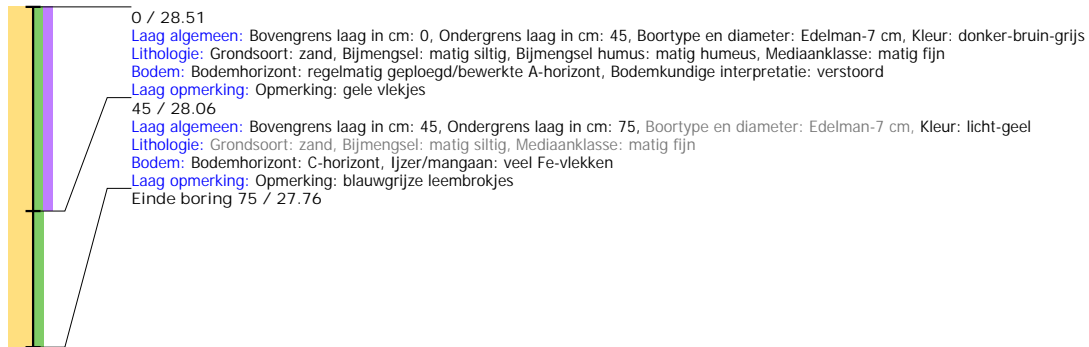 0 / 28.51
Laag algemeen: Bovengrens laag in cm: 0, Ondergrens laag in cm: 45, Boortype en diameter: Edelman-7 cm, Kleur: donker-bruin-grijs
Lithologie: Grondsoort: zand, Bijmengsel: matig siltig, Bijmengsel humus: matig humeus, Mediaanklasse: matig fijn
Bodem: Bodemhorizont: regelmatig geploegd/bewerkte A-horizont, Bodemkundige interpretatie: verstoord
Laag opmerking: Opmerking: gele vlekjes
45 / 28.06
Laag algemeen: Bovengrens laag in cm: 45, Ondergrens laag in cm: 75, Boortype en diameter: Edelman-7 cm, Kleur: licht-geel
Lithologie: Grondsoort: zand, Bijmengsel: matig siltig, Mediaanklasse: matig fijn
Bodem: Bodemhorizont: C-horizont, Ijzer/mangaan: veel Fe-vlekken
Laag opmerking: Opmerking: blauwgrijze leembrokjes
Einde boring 75 / 27.76